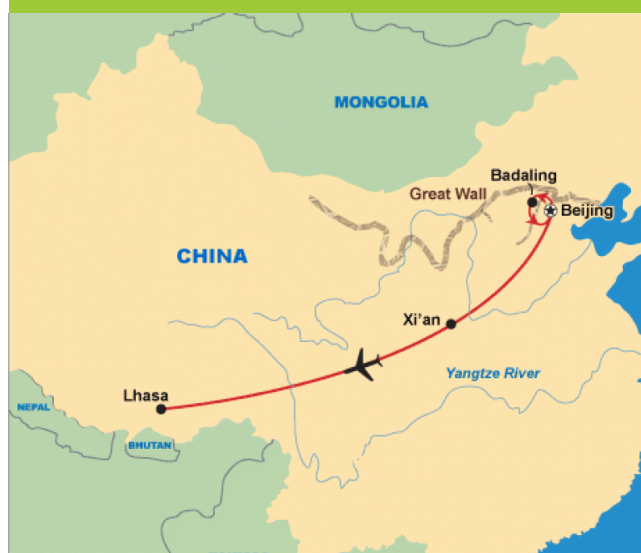 MONGOLIA
Badaling
Great Wall
Beijing
CHINA
Xi'an
Yangtze River
Lhasa
NEPAL
BHUTAN